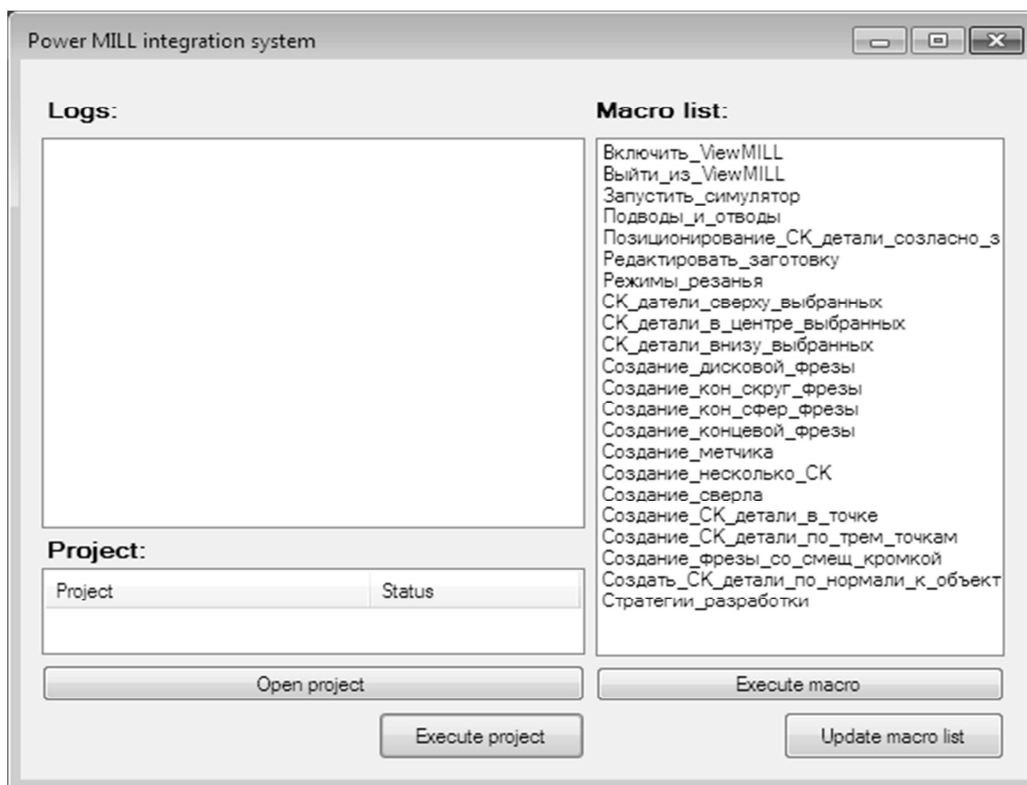 Power MILL integration system
Logs:
Macro list:
Включить_ViewMILL
Выйти_из_ViewMILL
Запустить_симулятор
Подводы_и_отводы
Позиционирование_СК_детали_созласно_з
Редактировать_заготовку
Режимы_резанья
СК_датели_сверху_выбранных
СК_детали_в_центре_выбранных
СК_детали_внизу_выбранных
Создание_дисковой_фрезы
Создание_кон_скруг_фрезы
Создание_кон_сфер_фрезы
Создание_концевой_фрезы
Создание_метчика
Создание_несколько_СК
Создание_сверла
Создание_СК_детали_в_точке
Создание_СК_детали_по_трем_точкам
Создание_фрезы_со_смещ_кромкой
Создать_СК_детали_по_нормали_к_объект
Стратегии_разработки
Project:
Project Status
Open project
Execute macro
Execute project
Update macro list